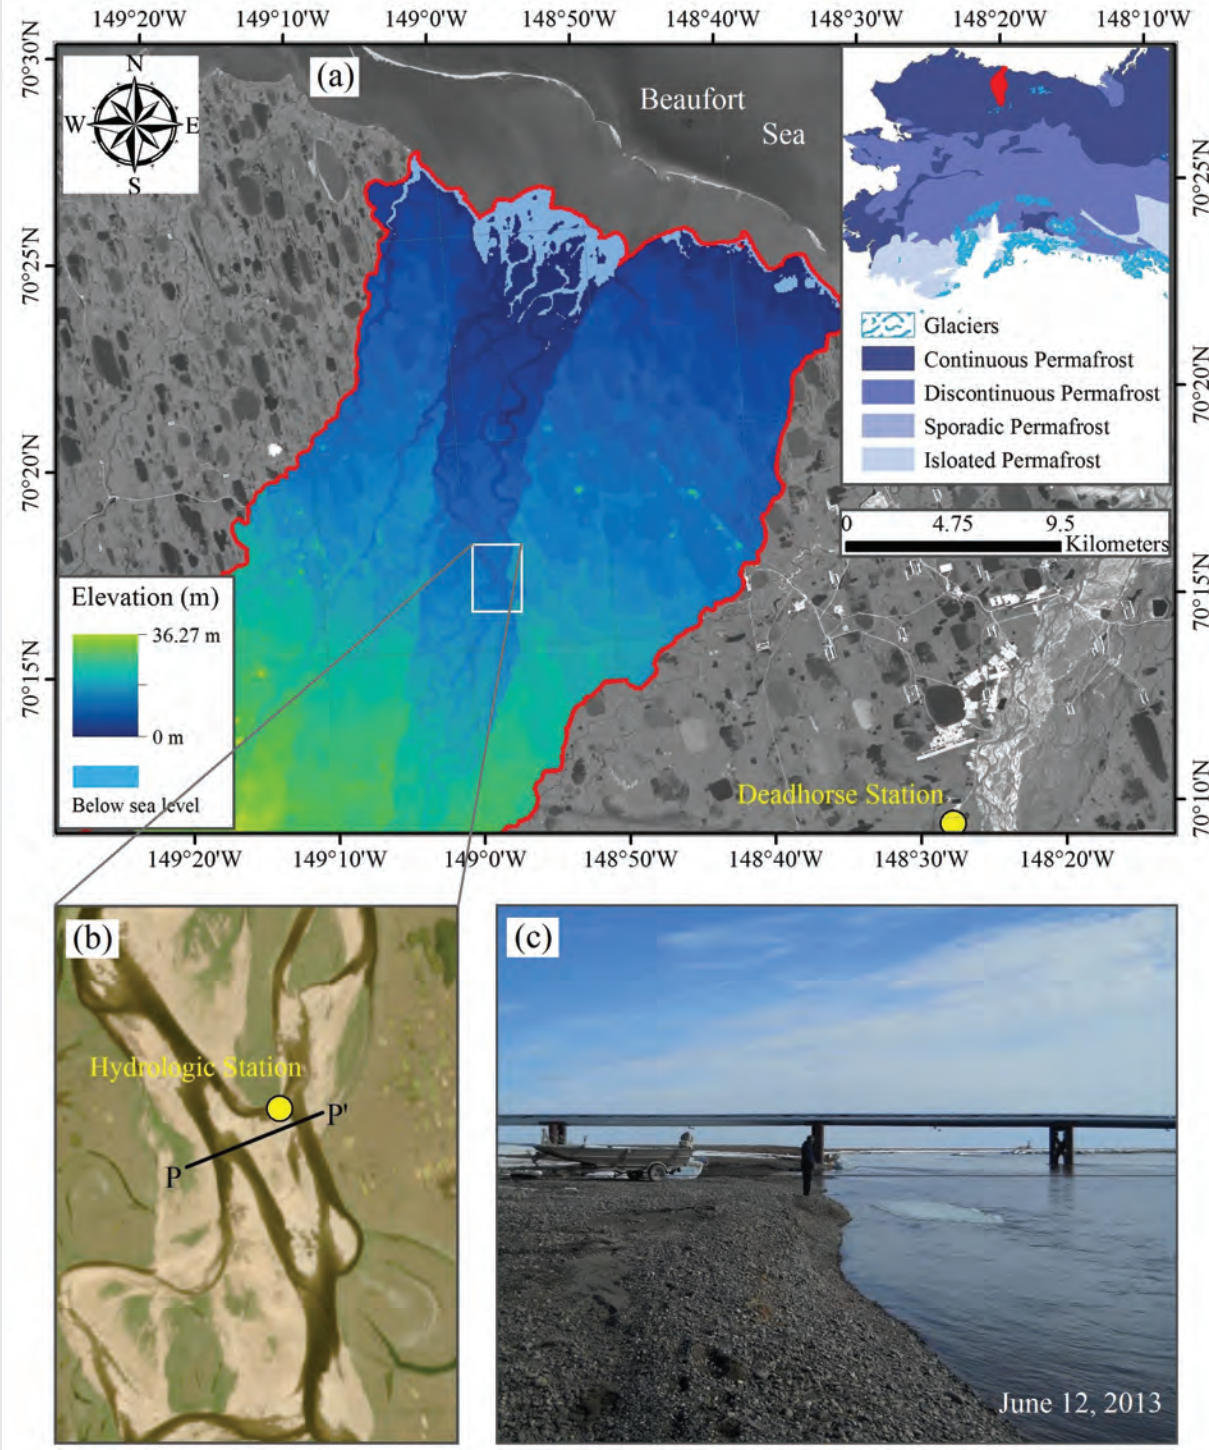 149°20'W 149°10'W 149°0'W 148°50'W 148°40'W 148°30'W 148°20'W 148°10'W
70°30'N
70°25'N
70°20'N
70°15'N
(a)
N
W E
S
Beaufort
Sea
70°25'N
70°20'N
70°15'N
70°10'N
Glaciers
Continuous Permafrost
Discontinuous Permafrost
Sporadic Permafrost
Isloated Permafrost
0 4.75 9.5
Kilometers
Elevation (m)
36.27 m
0 m
Below sea level
Deadhorse Station
149°20'W 149°10'W 149°0'W 148°50'W 148°40'W 148°30'W 148°20'W
(b)
Hydrologic Station
P'
P
(c)
June 12, 2013